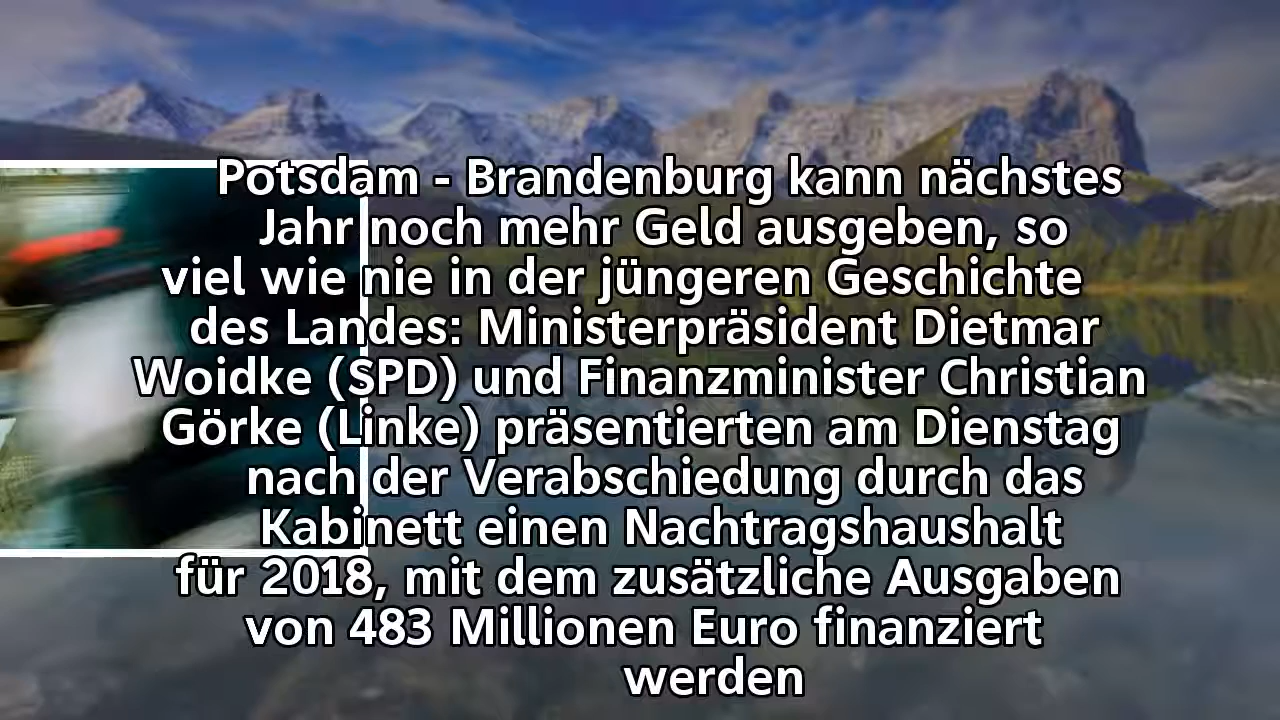 Potsdam - Brandenburg kann nächstes
Jahr noch mehr Geld ausgeben, so
viel wie nie in der jüngeren Geschichte
des Landes: Ministerpräsident Dietmar
Woidke (SPD) und Finanzminister Christian
Görke (Linke) präsentierten am Dienstag
nach der Verabschiedung durch das
Kabinett einen Nachtragshaushalt
für 2018, mit dem zusätzliche Ausgaben
von 483 Millionen Euro finanziert
werden